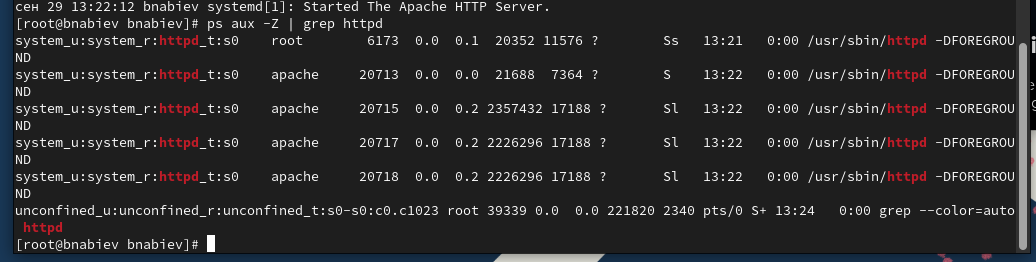 сен 29 13:22:12 bnabiev systemd[1]: Started The Apache HTTP Server.
[root@bnabiev bnabiev]# ps aux -Z | grep httpd
system_u:system_r:httpd_t:s0    root        6173  0.0  0.1  20352 11576 ?        Ss   13:21   0:00 /usr/sbin/httpd -DFOREGROU
ND
system_u:system_r:httpd_t:s0    apache     20713  0.0  0.0  21688  7364 ?        S    13:22   0:00 /usr/sbin/httpd -DFOREGROU
ND
system_u:system_r:httpd_t:s0    apache     20715  0.0  0.2 2357432 17188 ?       Sl   13:22   0:00 /usr/sbin/httpd -DFOREGROU
ND
system_u:system_r:httpd_t:s0    apache     20717  0.0  0.2 2226296 17188 ?       Sl   13:22   0:00 /usr/sbin/httpd -DFOREGROU
ND
system_u:system_r:httpd_t:s0    apache     20718  0.0  0.2 2226296 17188 ?       Sl   13:22   0:00 /usr/sbin/httpd -DFOREGROU
ND
unconfined_u:unconfined_r:unconfined_t:s0-s0:c0.c1023 root 39339 0.0  0.0 221820 2340 pts/0 S+ 13:24   0:00 grep --color=auto
httpd
[root@bnabiev bnabiev]#